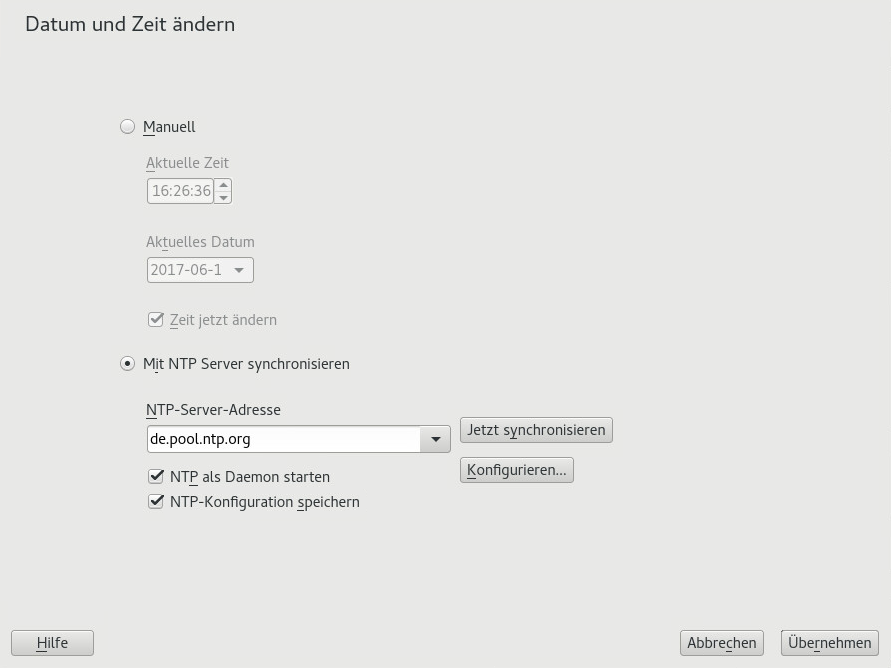 Datum und Zeit ändern
Manuell
Aktuelle Zeit
16:26:36
Aktuelles Datum
2017-06-1
Zeit jetzt ändern
Mit NTP Server synchronisieren
NTP-Server-Adresse
de.pool.ntp.org
Jetzt synchronisieren
Konfigurieren...
NTP als Daemon starten
NTP-Konfiguration speichern
Hilfe
Abbrechen
Übernehmen